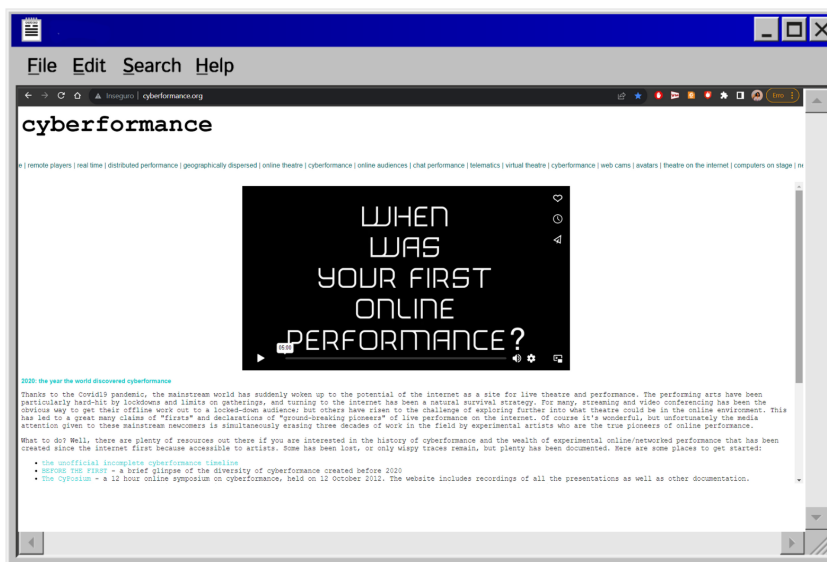 File Edit Search Help
Inseguro | cyberformance.org
Erro
cyberformance
e | remote players | real time | distributed performance | geographically dispersed | online theatre | cyberformance | online audiences | chat performance | telematics | virtual theatre | cyberformance | web cams | avatars | theatre on the internet | computers on stage | ne
WHEN
WAS
YOUR FIRST
ONLINE
PERFORMANCE?
05:00
2020: the year the world discovered cyberformance
Thanks to the Covid19 pandemic, the mainstream world has suddenly woken up to the potential of the internet as a site for live theatre and performance. The performing arts have been
particularly hard-hit by lockdowns and limits on gatherings, and turning to the internet has been a natural survival strategy. For many, streaming and video conferencing has been the
obvious way to get their offline work out to a locked-down audience; but others have risen to the challenge of exploring further into what theatre could be in the online environment. This
has led to a great many claims of "firsts" and declarations of "ground-breaking pioneers" of live performance on the internet. Of course it's wonderful, but unfortunately the media
attention given to these mainstream newcomers is simultaneously erasing three decades of work in the field by experimental artists who are the true pioneers of online performance.
What to do? Well, there are plenty of resources out there if you are interested in the history of cyberformance and the wealth of experimental online/networked performance that has been
created since the internet first because accessible to artists. Some has been lost, or only wispy traces remain, but plenty has been documented. Here are some places to get started:
• the unofficial incomplete cyberformance timeline
• BEFORE THE FIRST - a brief glimpse of the diversity of cyberformance created before 2020
• The CyPosium - a 12 hour online symposium on cyberformance, held on 12 October 2012. The website includes recordings of all the presentations as well as other documentation.